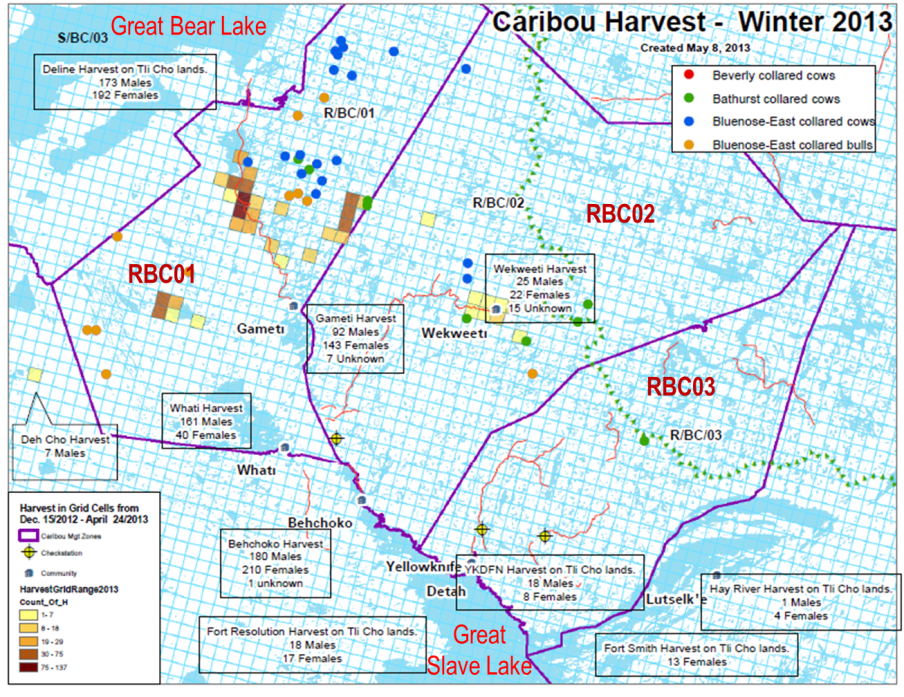 Caribou Harvest - Winter 2013
Created May 8, 2013
Great Bear Lake
S/BC/03
Deline Harvest on Tli Cho lands.
173 Males
192 Females
Beverly collared cows
Bathurst collared cows
Bluenose-East collared cows
Bluenose-East collared bulls
R/BC/01
R/BC/02
RBC02
RBC01
Wekweeti Harvest
25 Males
22 Females
15 Unknown
Gameti
Gameti Harvest
92 Males
143 Females
7 Unknown
Wekweeti
RBC03
Whati Harvest
161 Males
40 Females
Deh Cho Harvest
7 Males
R/BC/03
Whati
Harvest in Grid Cells from
Dec. 15/2012 - April 24/2013
Caribou Mgt Zones
Checkstation
Community
HarvestGridRange2013
Count_Of_H
1- 7
8 - 18
19 - 29
30 - 75
75 - 137
Behchoko
Behchoko Harvest
180 Males
210 Females
1 unknown
Yellowknife
Detah
YKDFN Harvest on Tli Cho lands.
18 Males
8 Females
Lutselk'e
Hay River Harvest on Tli Cho lands.
1 Males
4 Females
Fort Resolution Harvest on Tli Cho lands.
18 Males
17 Females
Great
Slave Lake
Fort Smith Harvest on Tli Cho lands.
13 Females